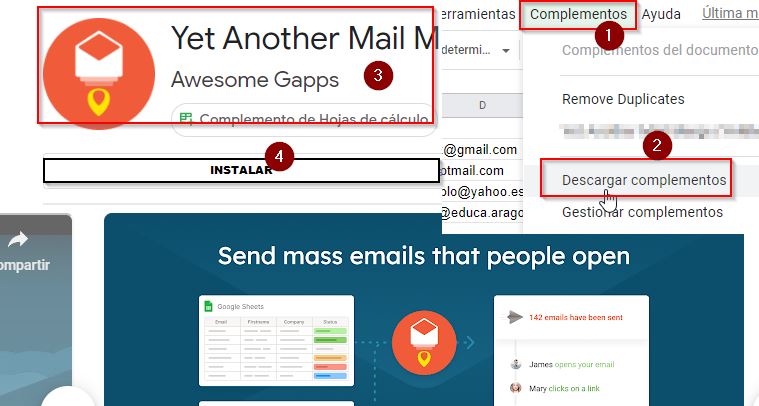 erramientas Complementos Ayuda Última m
1
Yet Another Mail M
Awesome Gapps
3
Complemento de Hojas de cálculo
determi...
Complementos del documento
D
Remove Duplicates
2
4
INSTALAR
@gmail.com
otmail.com
olo@yahoo.es
@educa.arago
Descargar complementos
Gestionar complementos
ompartir
Send mass emails that people open
Google Sheets
Email Firstname Company Status
142 emails have been sent
James opens your email
Mary clicks on a link